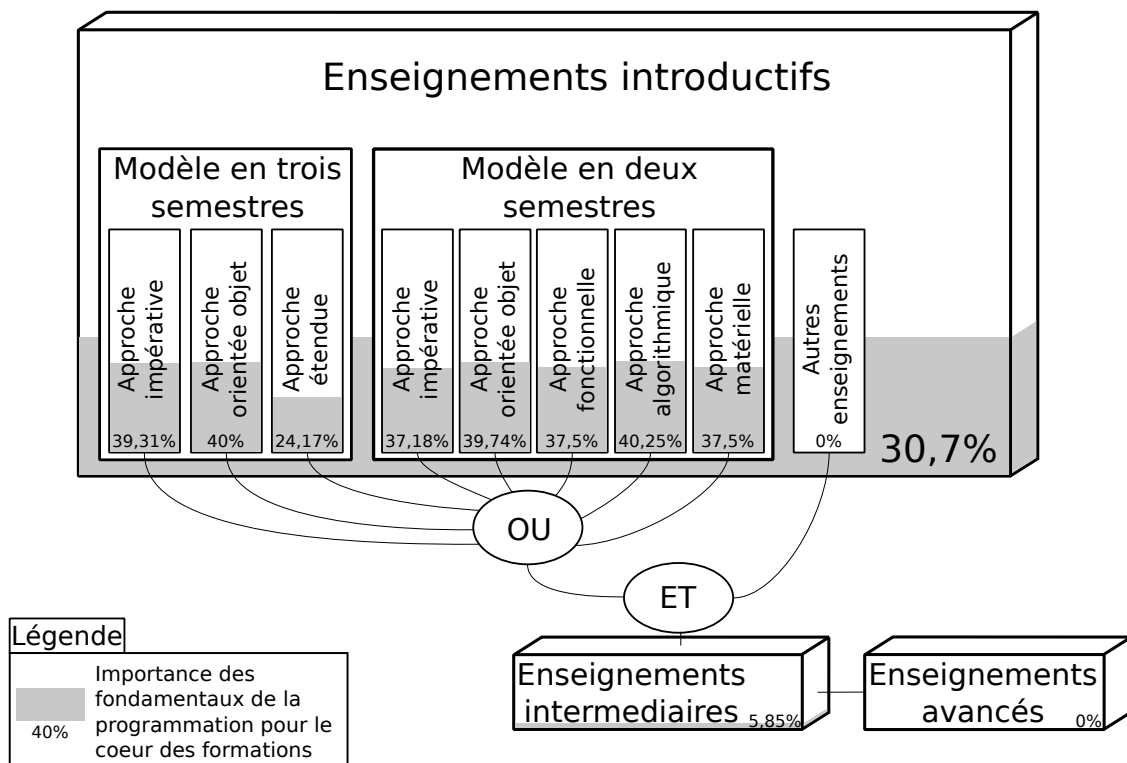 Enseignements introductifs
Modèle en trois
semestres
Approche
impérative
39,31%
Approche
orientée objet
40%
Approche
étendue
24,17%
Modèle en deux
semestres
Approche
impérative
37,18%
Approche
orientée objet
39,74%
Approche
fonctionnelle
37,5%
Approche
algorithmique
40,25%
Approche
matérielle
37,5%
Autres
enseignements
0%
30,7%
OU
ET
Enseignements
intermediaires
5,85%
Enseignements
avancés
0%
Légende
Importance des
fondamentaux de la
programmation pour le
coeur des formations
40%